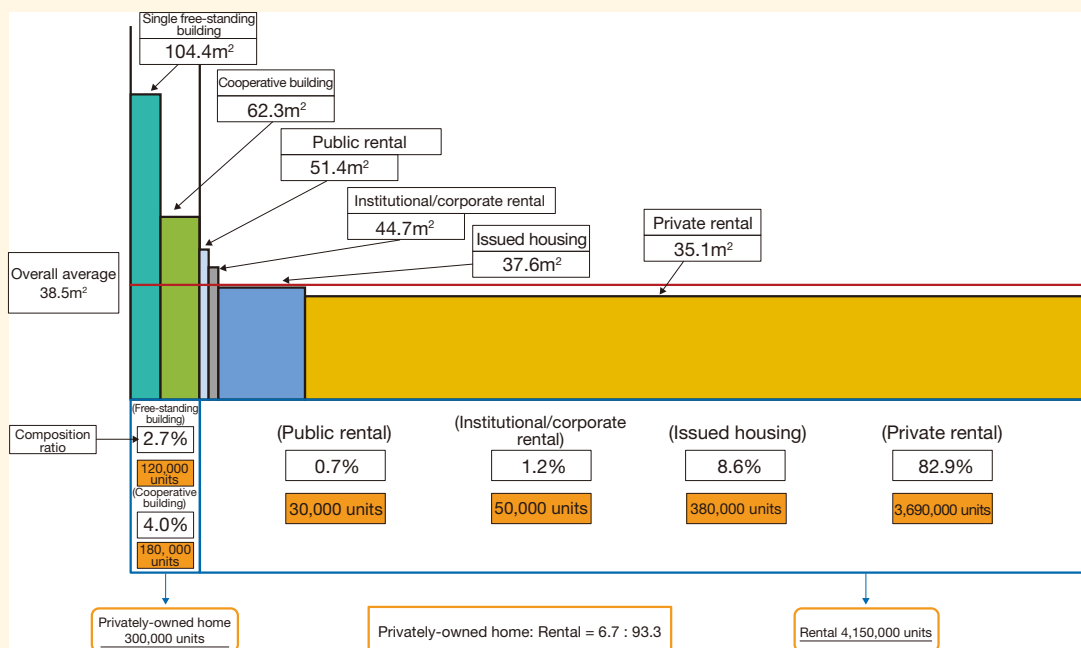 Single free-standing
building
104.4m²
Cooperative building
62.3m²
Public rental
51.4m²
Institutional/corporate rental
44.7m²
Issued housing
37.6m²
Private rental
35.1m²
Overall average
38.5m²
Composition
ratio
(Free-standing
building)
2.7%
120,000
units
(Cooperative
building)
4.0%
180, 000
units
(Public rental)
0.7%
30,000 units
(Institutional/corporate
rental)
1.2%
50,000 units
(Issued housing)
8.6%
380,000 units
(Private rental)
82.9%
3,690,000 units
Privately-owned home
300,000 units
Privately-owned home: Rental = 6.7 : 93.3
Rental 4,150,000 units